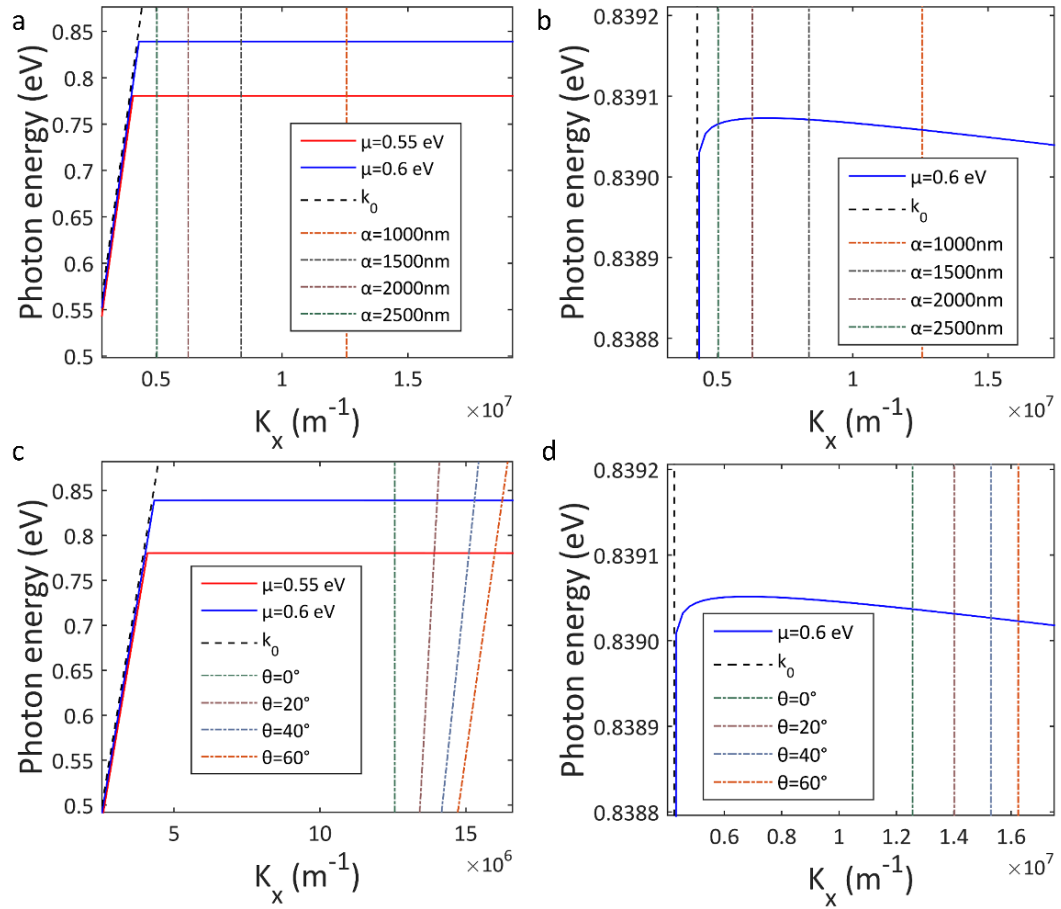 a
0.85
0.8
0.75
0.7
0.65
0.6
0.55
0.5
Photon energy (eV)
μ=0.55 eV
μ=0.6 eV
k0
α=1000nm
α=1500nm
α=2000nm
α=2500nm
0.5
1
1.5
×10^7
Kx (m^-1)
b
0.8392
0.8391
0.8390
0.8389
0.8388
Photon energy (eV)
μ=0.6 eV
k0
α=1000nm
α=1500nm
α=2000nm
α=2500nm
0.5
1
1.5
×10^7
Kx (m^-1)
c
0.85
0.8
0.75
0.7
0.65
0.6
0.55
0.5
Photon energy (eV)
μ=0.55 eV
μ=0.6 eV
k0
θ=0°
θ=20°
θ=40°
θ=60°
5
10
15
×10^6
Kx (m^-1)
d
0.8392
0.8391
0.8390
0.8389
0.8388
Photon energy (eV)
μ=0.6 eV
k0
θ=0°
θ=20°
θ=40°
θ=60°
0.6
0.8
1
1.2
1.4
1.6
×10^7
Kx (m^-1)